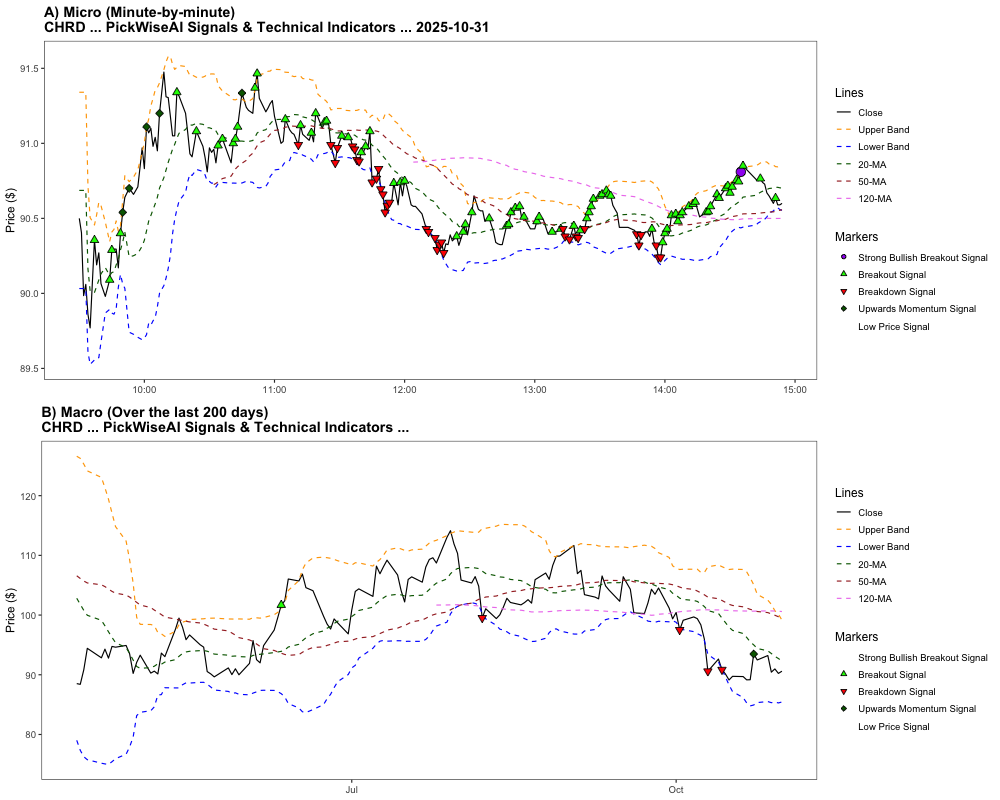 A) Micro (Minute-by-minute)
CHRD ... PickWiseAI Signals & Technical Indicators ... 2025-10-31
91.5
91.0
90.5
90.0
89.5
Price ($)
10:00
11:00
12:00
13:00
14:00
15:00
Lines
Close
Upper Band
Lower Band
20-MA
50-MA
120-MA
Markers
Strong Bullish Breakout Signal
Breakout Signal
Breakdown Signal
Upwards Momentum Signal
Low Price Signal
B) Macro (Over the last 200 days)
CHRD ... PickWiseAI Signals & Technical Indicators ...
120
110
100
90
80
Price ($)
Jul
Oct
Lines
Close
Upper Band
Lower Band
20-MA
50-MA
120-MA
Markers
Strong Bullish Breakout Signal
Breakout Signal
Breakdown Signal
Upwards Momentum Signal
Low Price Signal